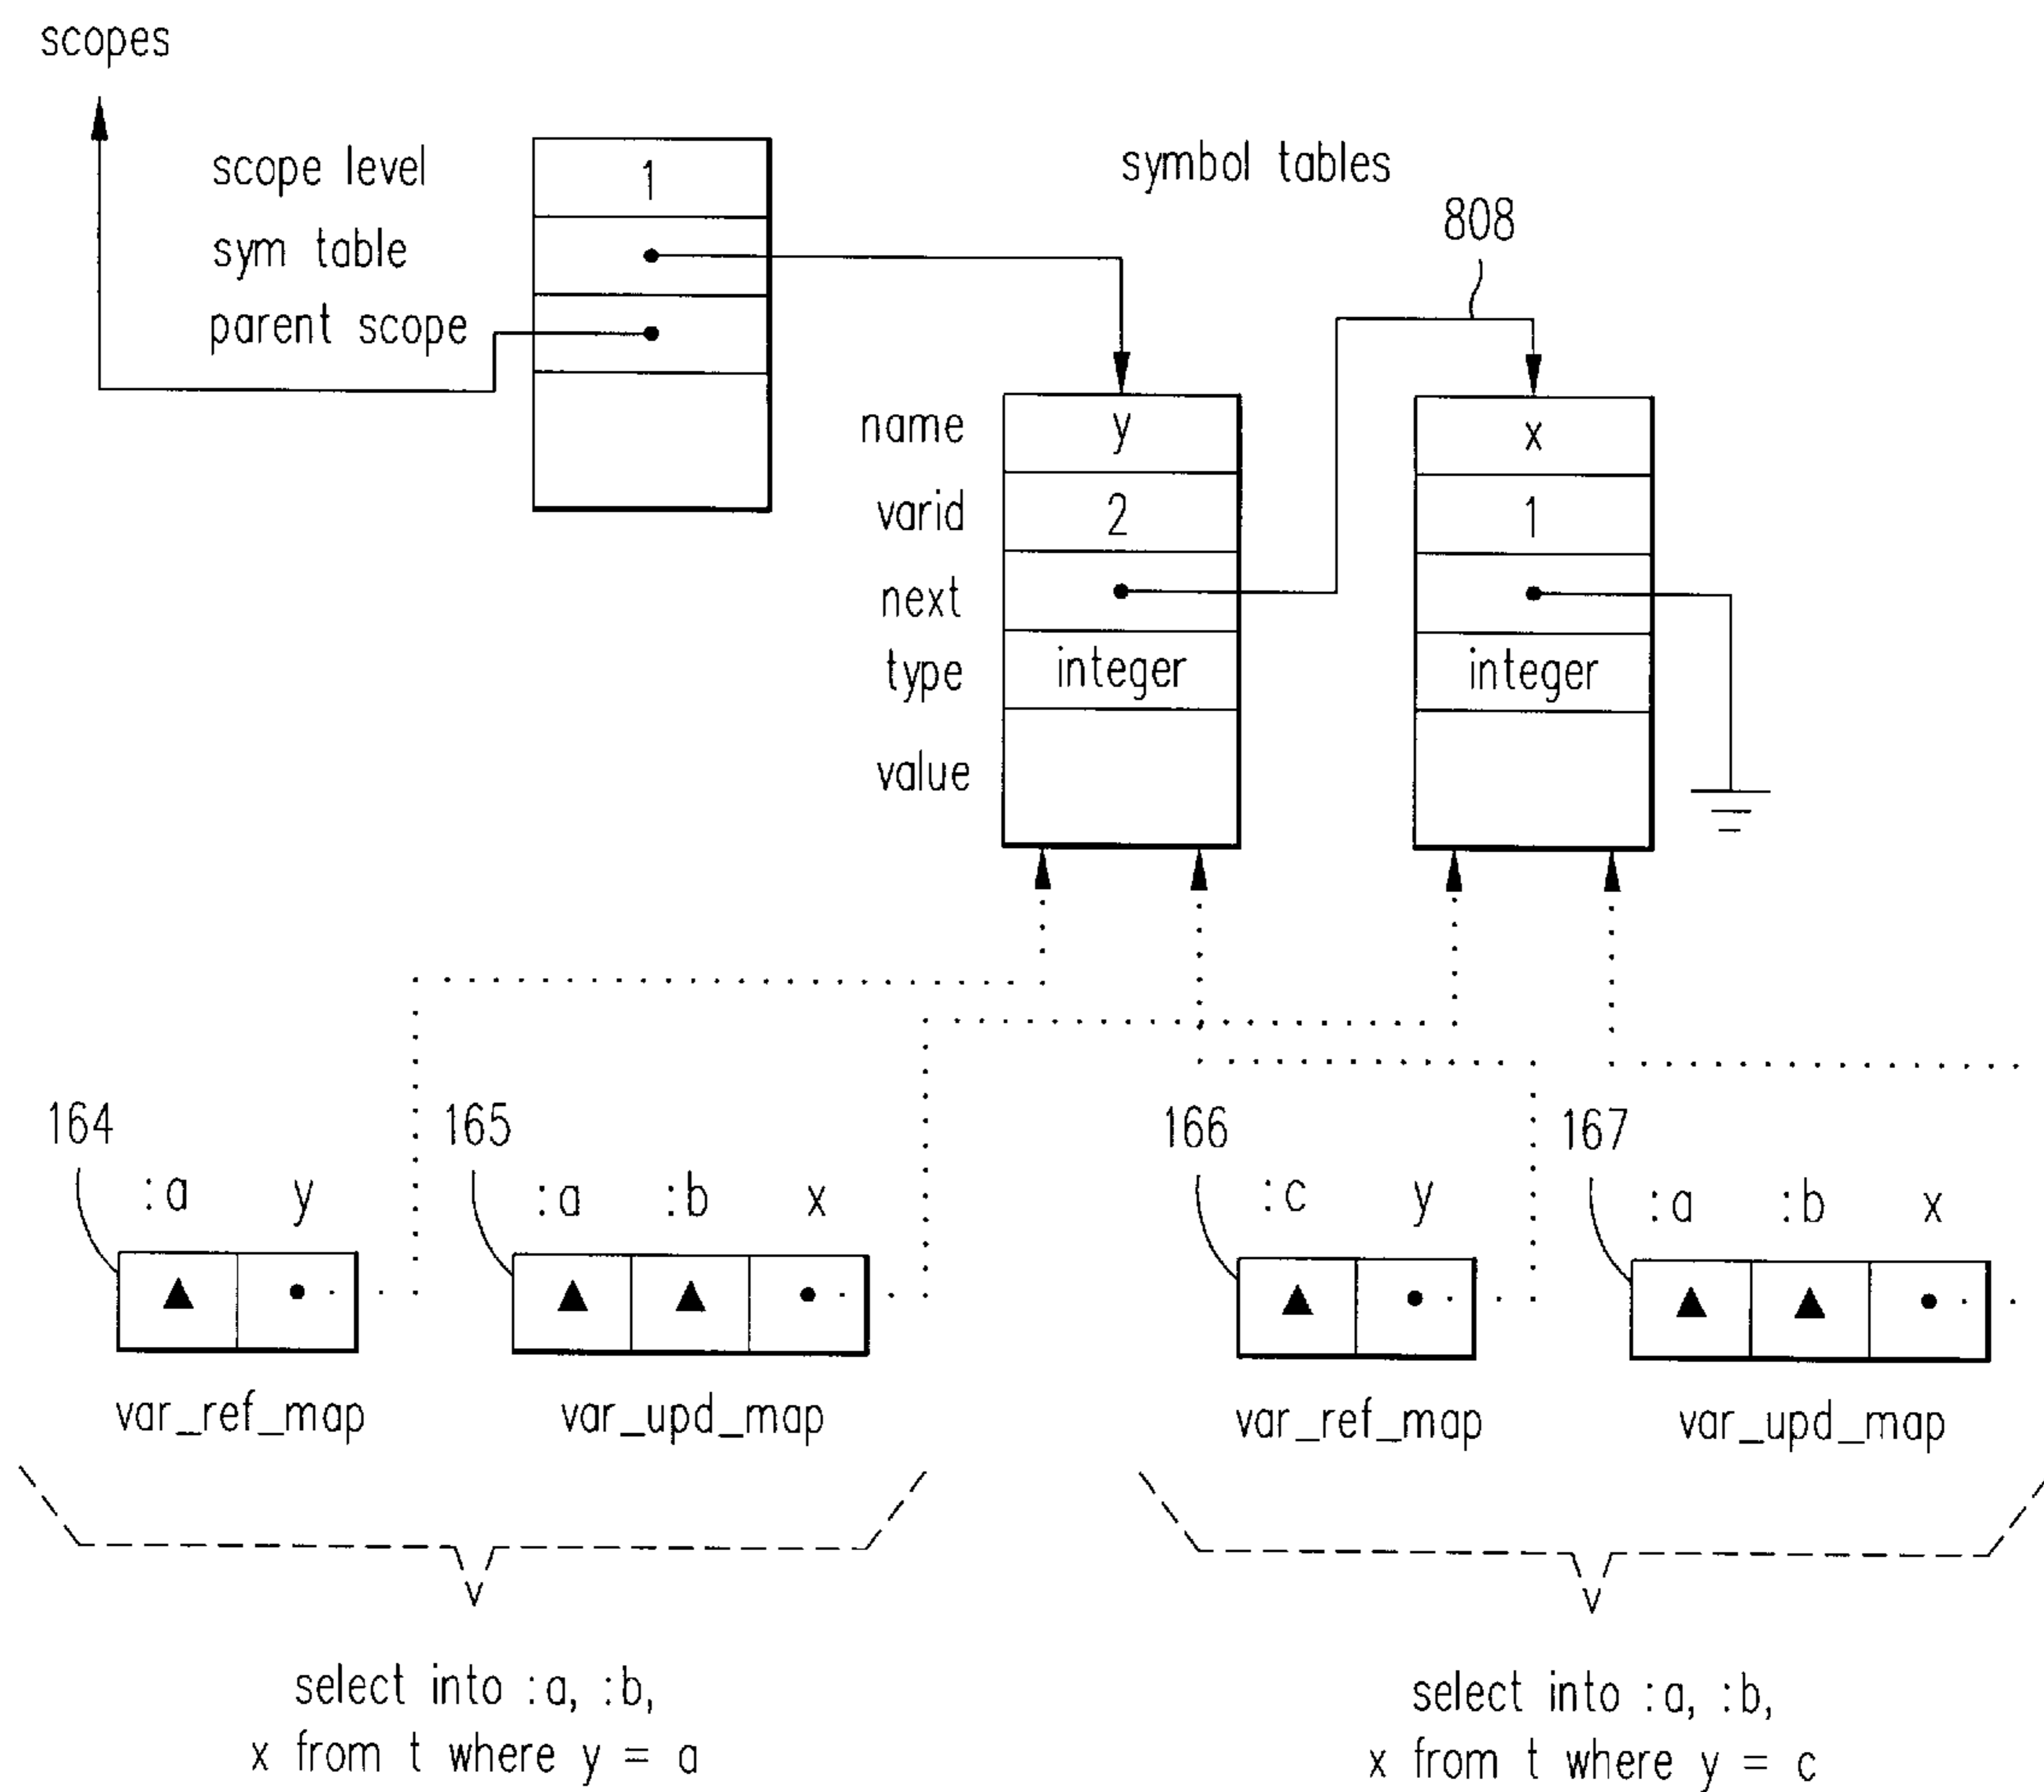 scopes
scope level
1
symbol tables
sym table
808
parent scope
name
y
x
varid
2
1
next
type
integer
integer
value
164
165
166
167
:a y
:a :b x
:c y
:a :b x
var_ref_map
var_upd_map
var_ref_map
var_upd_map
select into :a, :b,
x from t where y = a
select into :a, :b,
x from t where y = c